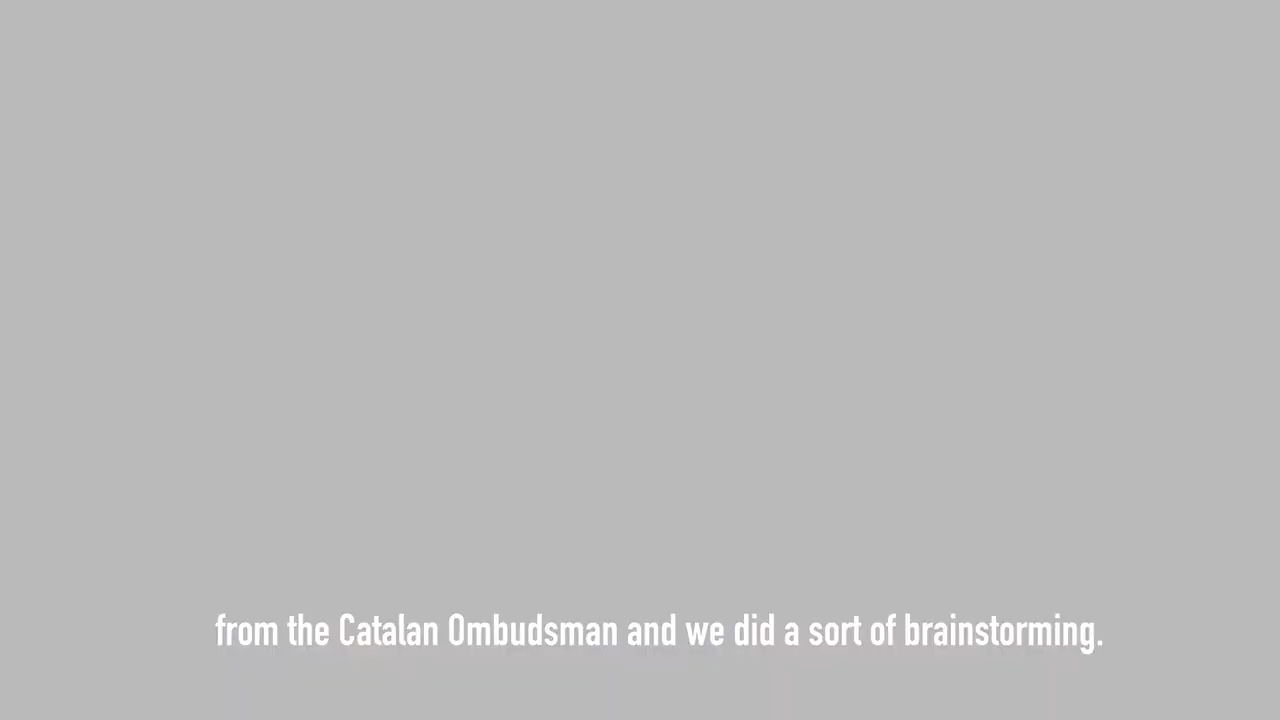 from the Catalan Ombudsman and we did a sort of brainstorming.